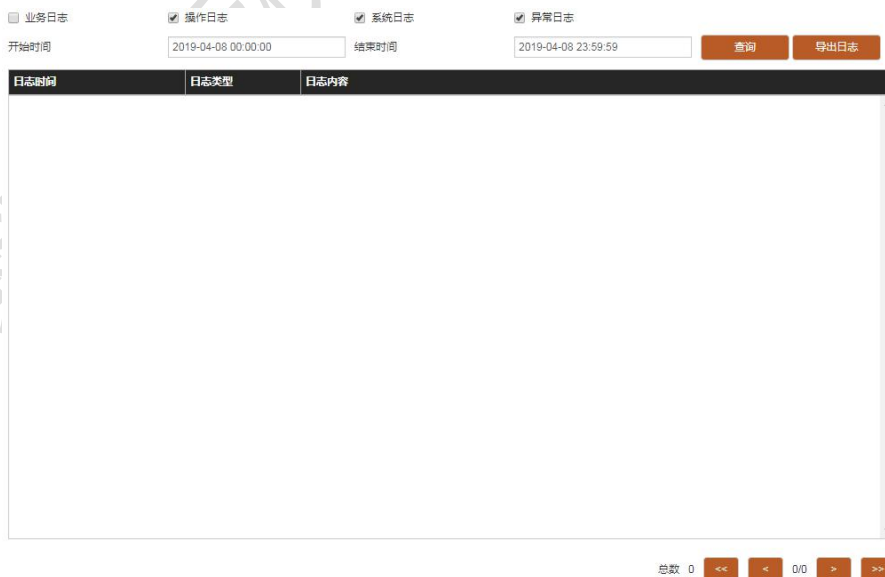 业务日志 操作日志 系统日志 异常日志
开始时间 2019-04-08 00:00:00 结束时间 2019-04-08 23:59:59 查询 导出日志
日志时间 日志类型 日志内容
总数 0 << < 0/0 > >>